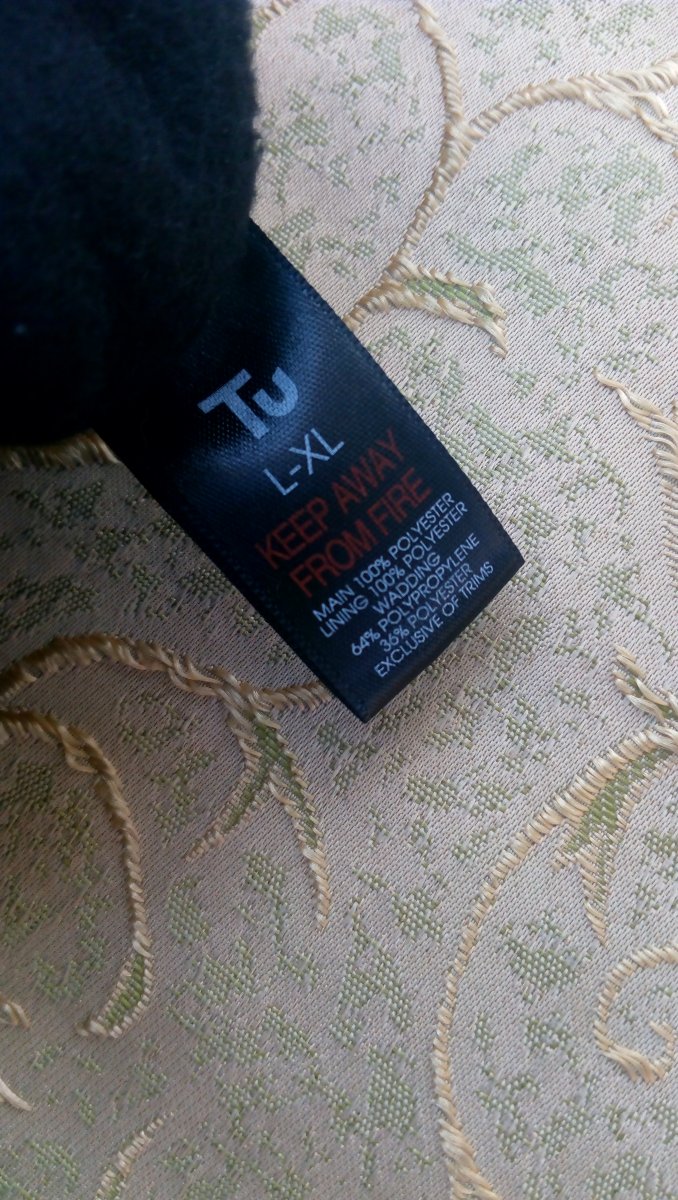 Tu
L-XL
KEEP AWAY
FROM FIRE
MAIN 100% POLYESTER
LINING 100% POLYESTER
WADDING
64% POLYPROPYLENE
36% POLYESTER
EXCLUSIVE OF TRIMS